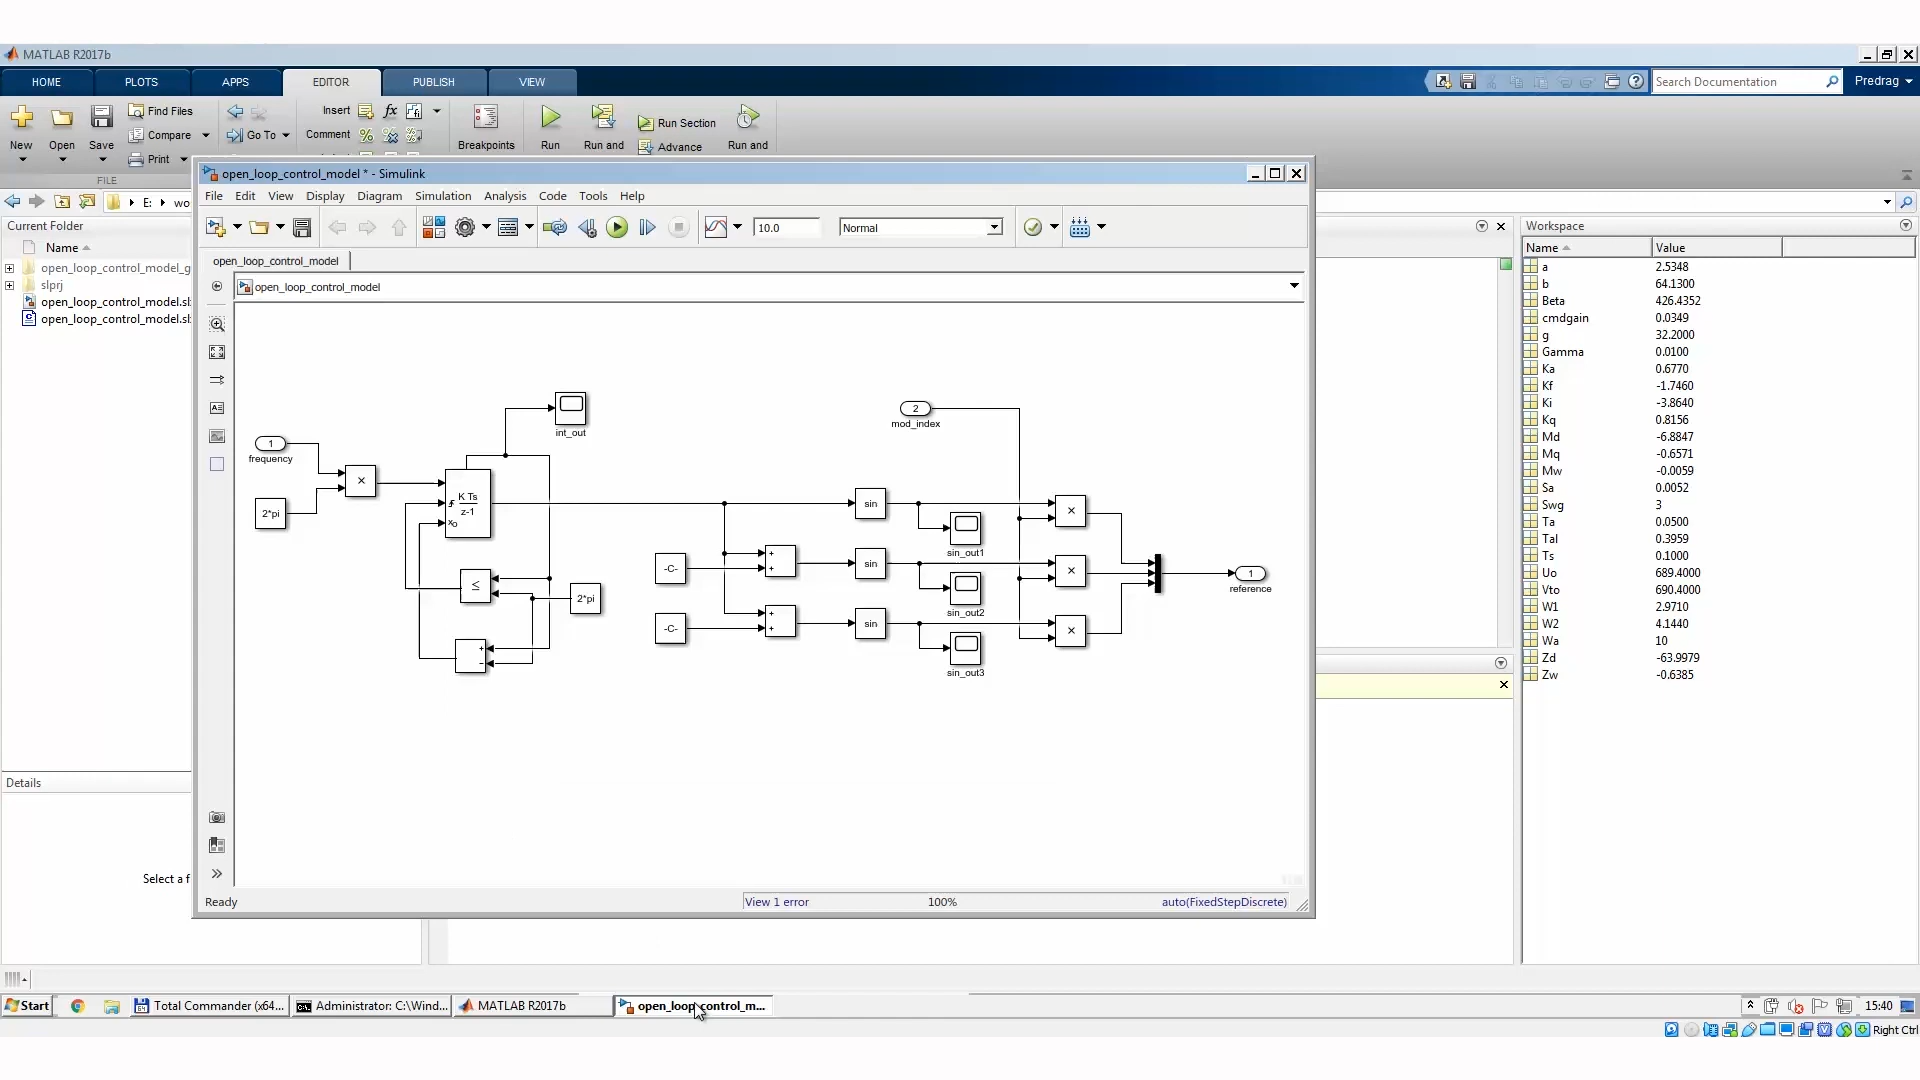 MATLAB R2017b
HOME
PLOTS
APPS
EDITOR
PUBLISH
VIEW
Search Documentation
Predrag
New
Open
Save
Find Files
Compare
Print
Go To
Insert
fx
Comment
Breakpoints
Run
Run and
Run Section
Advance
Run and
FILE
E:
wo
Current Folder
Name
open_loop_control_model_g
slprj
open_loop_control_model.sl
open_loop_control_model.sl
Details
Select a f
open_loop_control_model * - Simulink
File Edit View Display Diagram Simulation Analysis Code Tools Help
10.0
Normal
open_loop_control_model
open_loop_control_model
int_out
1
frequency
2*pi
×
K Ts
z-1
xo
≤
2*pi
+
-
-C-
-C-
+
+
+
+
sin
sin
sin
sin_out1
sin_out2
sin_out3
2
mod_index
×
×
×
1
reference
Ready
View 1 error
100%
auto(FixedStepDiscrete)
Workspace
Name Value
a 2.5348
b 64.1300
Beta 426.4352
cmdgain 0.0349
g 32.2000
Gamma 0.0100
Ka 0.6770
Kf -1.7460
Ki -3.8640
Kq 0.8156
Md -6.8847
Mq -0.6571
Mw -0.0059
Sa 0.0052
Swg 3
Ta 0.0500
Tal 0.3959
Ts 0.1000
Uo 689.4000
Vto 690.4000
W1 2.9710
W2 4.1440
Wa 10
Zd -63.9979
Zw -0.6385
Start
Total Commander (x64...
Administrator: C:\Wind...
MATLAB R2017b
open_loop_control_m...
15:40
Right Ctrl